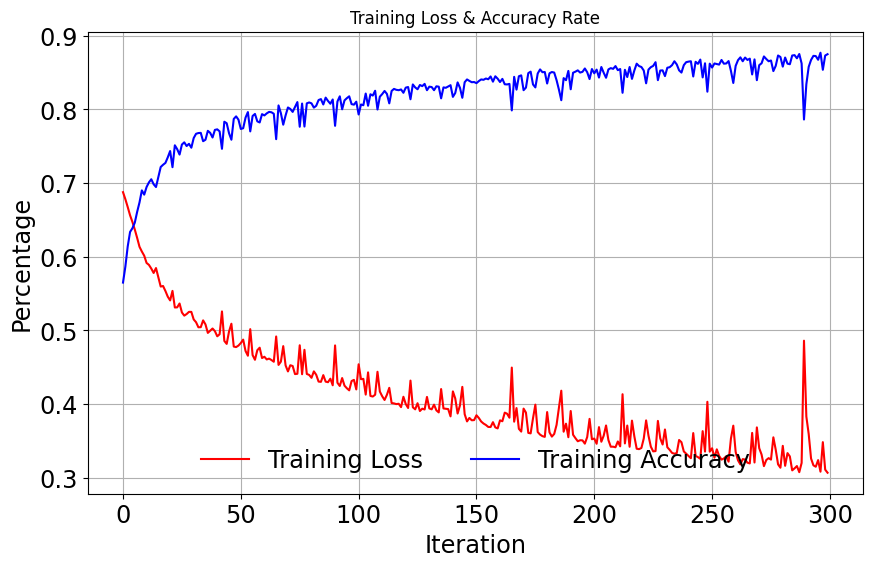 Training Loss & Accuracy Rate
0.9
0.8
0.7
0.6
0.5
0.4
0.3
Percentage
Training Loss
Training Accuracy
0 50 100 150 200 250 300
Iteration